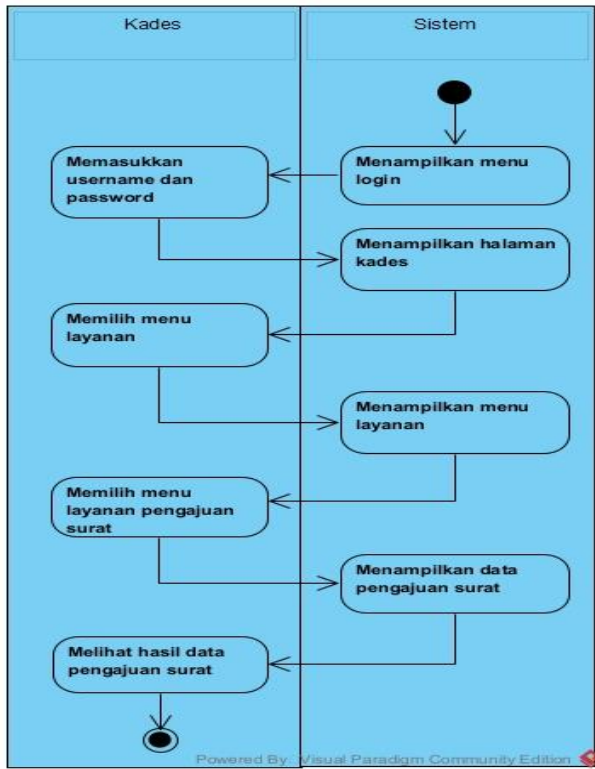 Kades
Sistem
Menampilkan menu
login
Memasukkan
username dan
password
Menampilkan halaman
kades
Memilih menu
layanan
Menampilkan menu
layanan
Memilih menu
layanan pengajuan
surat
Menampilkan data
pengajuan surat
Melihat hasil data
pengajuan surat
Powered By: Visual Paradigm Community Edition